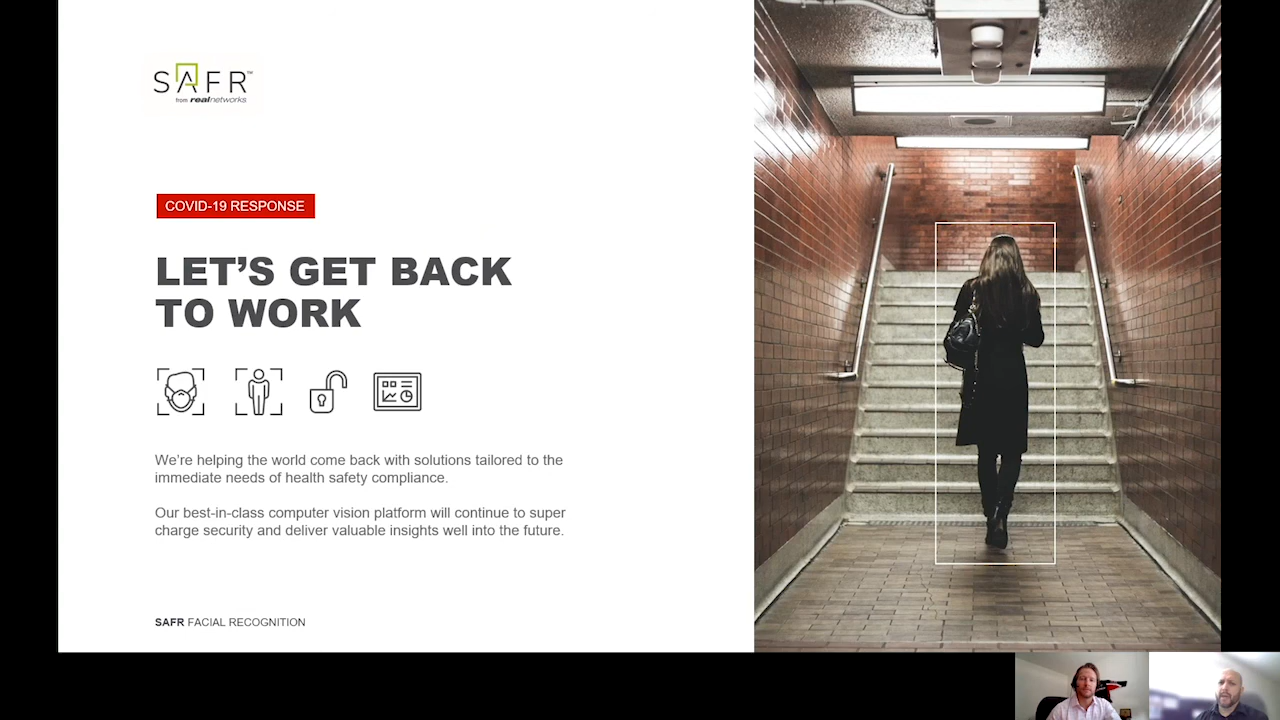 SAFR™
from realnetworks
COVID-19 RESPONSE
LET’S GET BACK
TO WORK
We’re helping the world come back with solutions tailored to the
immediate needs of health safety compliance.
Our best-in-class computer vision platform will continue to super
charge security and deliver valuable insights well into the future.
SAFR FACIAL RECOGNITION